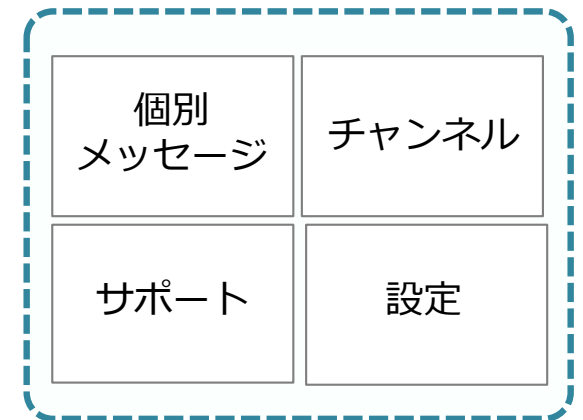 個別
メッセージ
チャンネル
サポート
設定